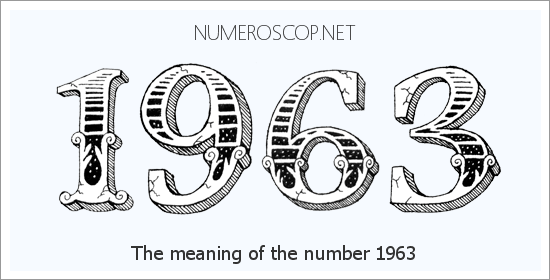 NUMEROSCOP.NET
1963
The meaning of the number 1963